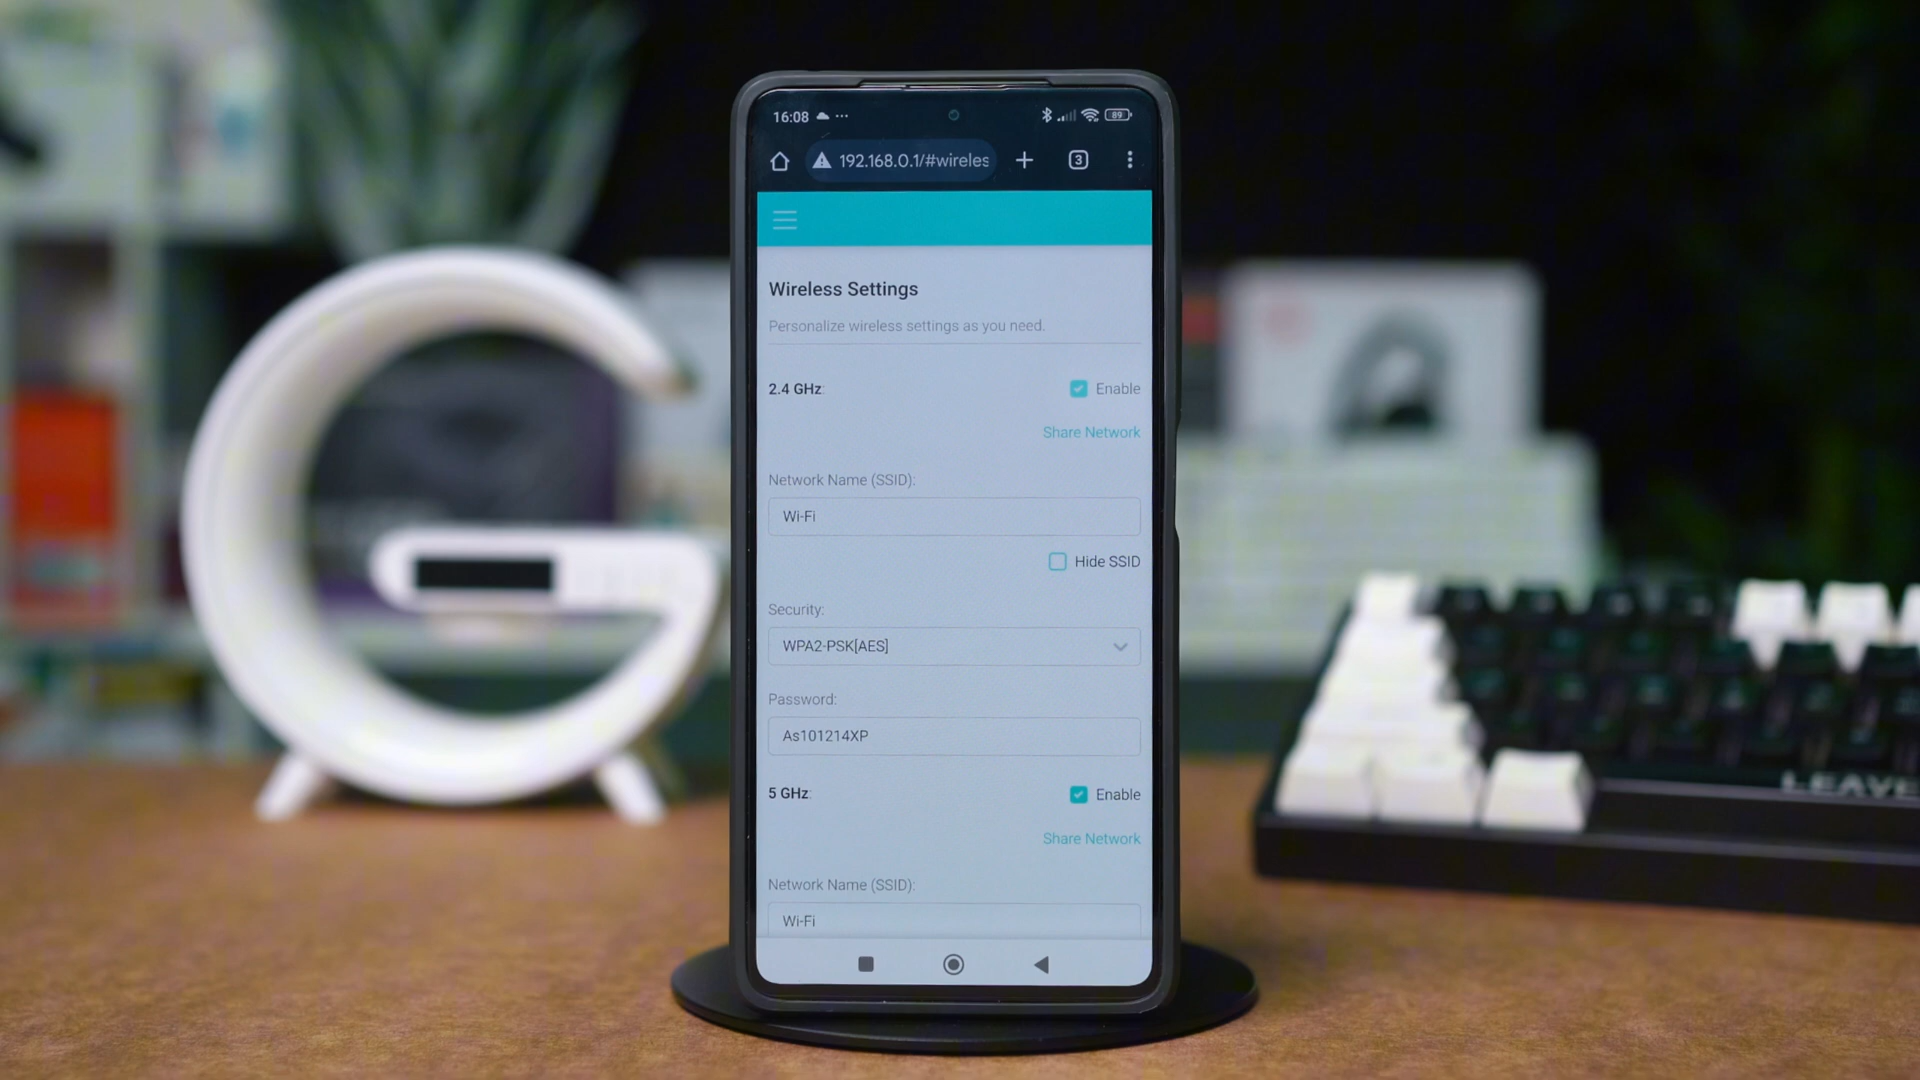 16:08
89
192.168.0.1/#wireles
3
Wireless Settings
Personalize wireless settings as you need.
2.4 GHz:
Enable
Share Network
Network Name (SSID):
Wi-Fi
Hide SSID
Security:
WPA2-PSK[AES]
Password:
As101214XP
5 GHz:
Enable
Share Network
Network Name (SSID):
Wi-Fi
LEAVE